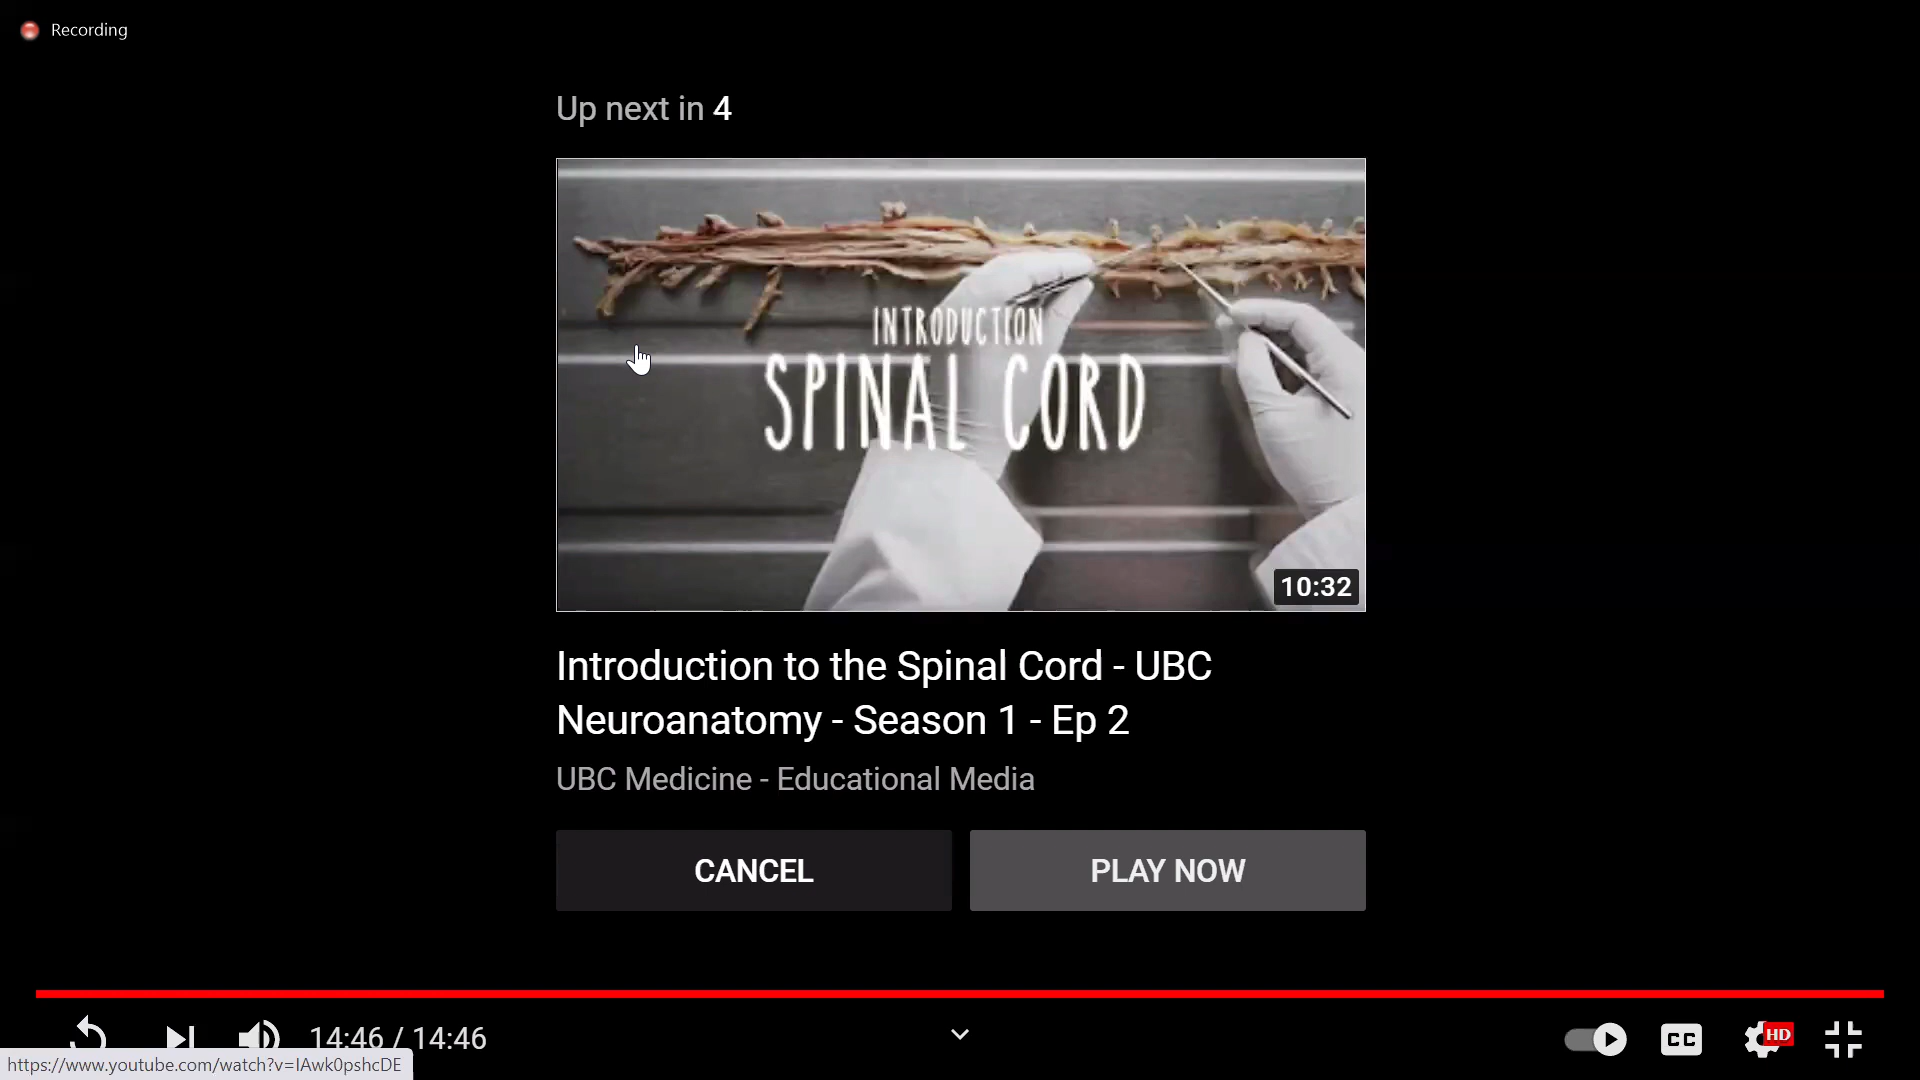 Recording
Up next in 4
INTRODUCTION
SPINAL CORD
10:32
Introduction to the Spinal Cord - UBC
Neuroanatomy - Season 1 - Ep 2
UBC Medicine - Educational Media
CANCEL
PLAY NOW
14:46 / 14:46
CC
HD
https://www.youtube.com/watch?v=IAwk0pshcDE